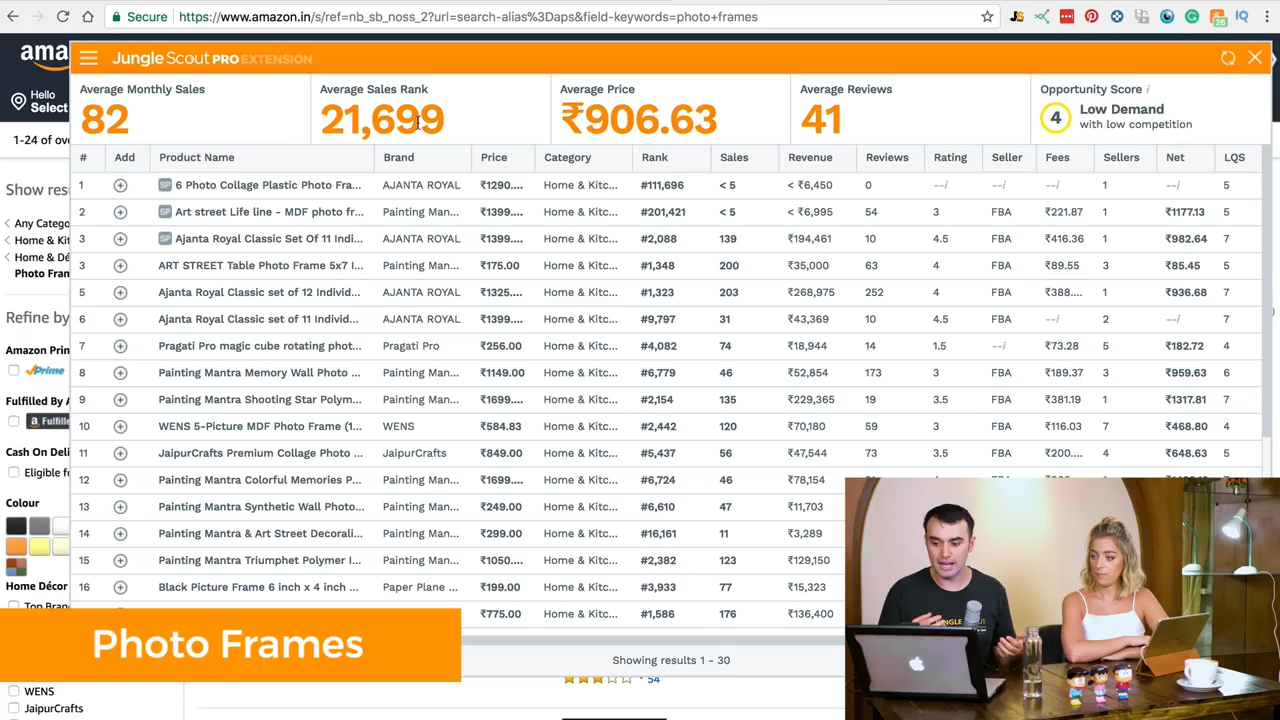 Secure https://www.amazon.in/s/ref=nb_sb_noss_2?url=search-alias%3Daps&field-keywords=photo+frames
26
IQ
ama
Hello
Select
1-24 of ov
Show resu
Any Catego
Home & Kit
Home & Dé
Photo Fram
Refine by
Amazon Prim
Prime
Fulfilled By A
Fulfilled
Cash On Deli
Eligible fo
Colour
Home Décor
Top Bran
WENS
JaipurCrafts
Jungle Scout PRO EXTENSION
Average Monthly Sales
82
Average Sales Rank
21,699
Average Price
₹906.63
Average Reviews
41
Opportunity Score i
4 Low Demand
with low competition
# Add Product Name Brand Price Category Rank Sales Revenue Reviews Rating Seller Fees Sellers Net LQS
1 SP 6 Photo Collage Plastic Photo Fra... AJANTA ROYAL ₹1290.... Home & Kitc... #111,696 < 5 < ₹6,450 0 --i -- --i 1 --i 5
2 SP Art street Life line - MDF photo fr... Painting Man... ₹1399.... Home & Kitc... #201,421 < 5 < ₹6,995 54 3 FBA ₹221.87 1 ₹1177.13 5
3 SP Ajanta Royal Classic Set Of 11 Indi... AJANTA ROYAL ₹1399.... Home & Kitc... #2,088 139 ₹194,461 10 4.5 FBA ₹416.36 1 ₹982.64 7
3 ART STREET Table Photo Frame 5x7 I... Painting Man... ₹175.00 Home & Kitc... #1,348 200 ₹35,000 63 4 FBA ₹89.55 3 ₹85.45 5
5 Ajanta Royal Classic set of 12 Individ... AJANTA ROYAL ₹1325.... Home & Kitc... #1,323 203 ₹268,975 252 4 FBA ₹388.... 1 ₹936.68 7
6 Ajanta Royal Classic set of 11 Individ... AJANTA ROYAL ₹1399.... Home & Kitc... #9,797 31 ₹43,369 10 4.5 FBA --i 2 --i 7
7 Pragati Pro magic cube rotating phot... Pragati Pro ₹256.00 Home & Kitc... #4,082 74 ₹18,944 14 1.5 --i ₹73.28 5 ₹182.72 4
8 Painting Mantra Memory Wall Photo ... Painting Man... ₹1149.00 Home & Kitc... #6,779 46 ₹52,854 173 3 FBA ₹189.37 3 ₹959.63 6
9 Painting Mantra Shooting Star Polym... Painting Man... ₹1699.... Home & Kitc... #2,154 135 ₹229,365 19 3.5 FBA ₹381.19 1 ₹1317.81 7
10 WENS 5-Picture MDF Photo Frame (1... WENS ₹584.83 Home & Kitc... #2,442 120 ₹70,180 59 3 FBA ₹116.03 7 ₹468.80 4
11 JaipurCrafts Premium Collage Photo ... JaipurCrafts ₹849.00 Home & Kitc... #5,437 56 ₹47,544 73 3.5 FBA ₹200.... 4 ₹648.63 5
12 Painting Mantra Colorful Memories P... Painting Man... ₹1699.... Home & Kitc... #6,724 46 ₹78,154
13 Painting Mantra Synthetic Wall Photo... Painting Man... ₹249.00 Home & Kitc... #6,610 47 ₹11,703
14 Painting Mantra & Art Street Decorali... Painting Man... ₹299.00 Home & Kitc... #16,161 11 ₹3,289
15 Painting Mantra Triumphet Polymer I... Painting Man... ₹1050.... Home & Kitc... #2,382 123 ₹129,150
16 Black Picture Frame 6 inch x 4 inch ... Paper Plane ... ₹199.00 Home & Kitc... #3,933 77 ₹15,323
₹775.00 Home & Kitc... #1,586 176 ₹136,400
Showing results 1 - 30
54
Photo Frames